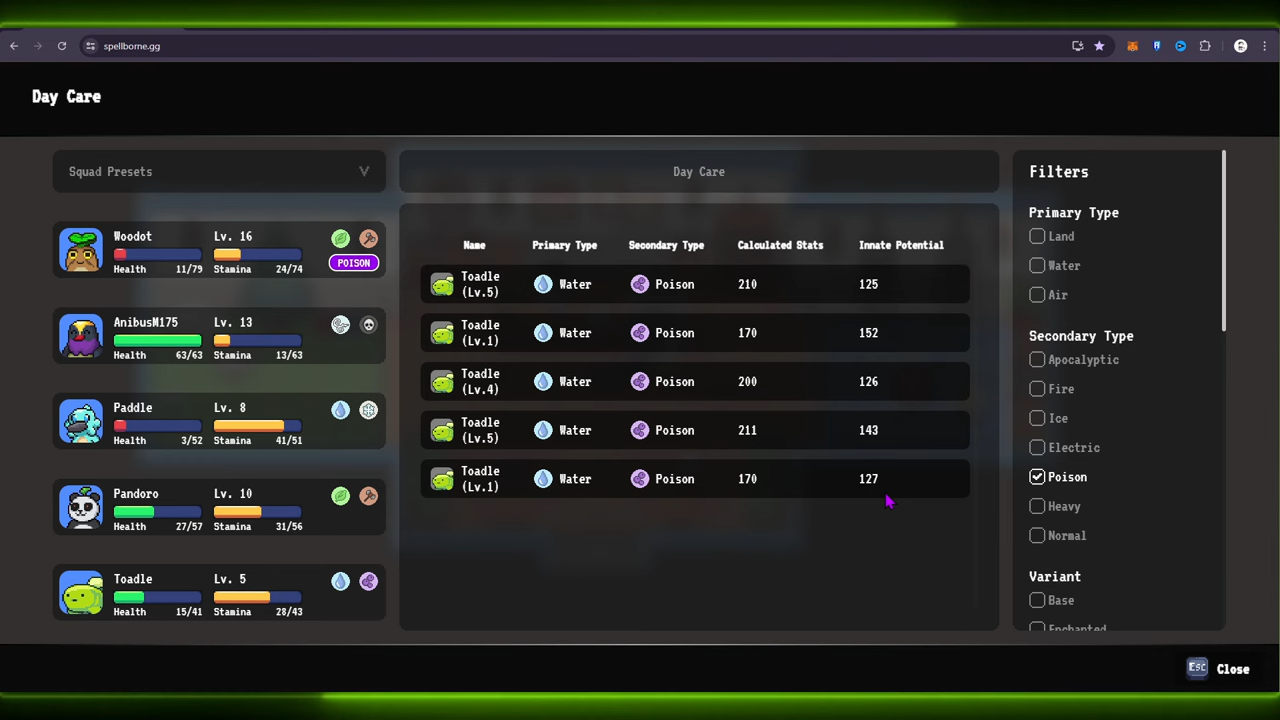 spellborne.gg
Day Care
Squad Presets
Woodot Lv. 16
POISON
Health 11/79 Stamina 24/74
AnibusM175 Lv. 13
Health 63/63 Stamina 13/63
Paddle Lv. 8
Health 3/52 Stamina 41/51
Pandoro Lv. 10
Health 27/57 Stamina 31/56
Toadle Lv. 5
Health 15/41 Stamina 28/43
Day Care
Name Primary Type Secondary Type Calculated Stats Innate Potential
Toadle
(Lv.5) Water Poison 210 125
Toadle
(Lv.1) Water Poison 170 152
Toadle
(Lv.4) Water Poison 200 126
Toadle
(Lv.5) Water Poison 211 143
Toadle
(Lv.1) Water Poison 170 127
Filters
Primary Type
Land
Water
Air
Secondary Type
Apocalyptic
Fire
Ice
Electric
Poison
Heavy
Normal
Variant
Base
Enchanted
ESC Close